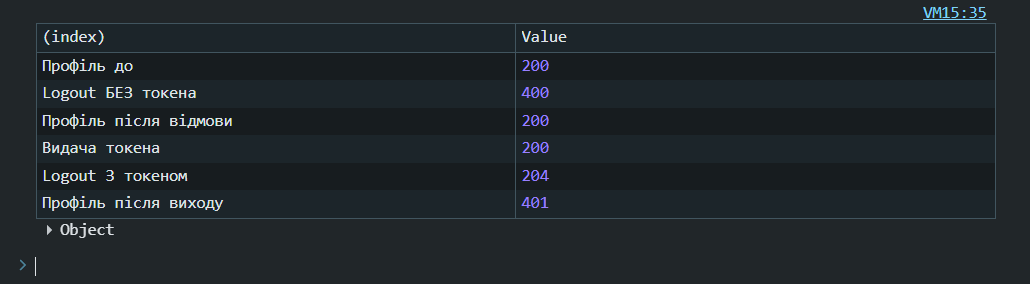 VM15:35
(index) Value
Профіль до 200
Logout БЕЗ токена 400
Профіль після відмови 200
Видача токена 200
Logout З токеном 204
Профіль після виходу 401
Object